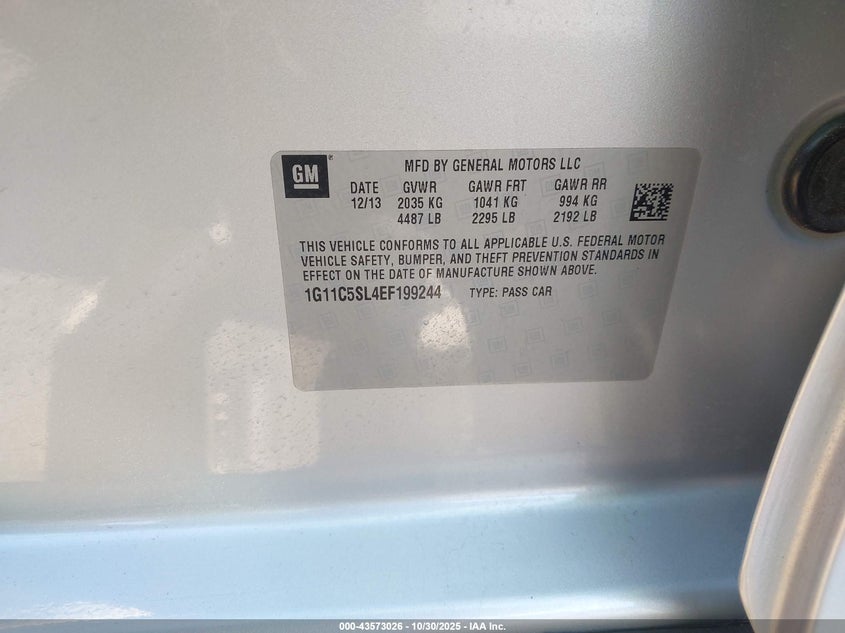 GM
MFD BY GENERAL MOTORS LLC
DATE GVWR GAWR FRT GAWR RR
12/13 2035 KG 1041 KG 994 KG
4487 LB 2295 LB 2192 LB
THIS VEHICLE CONFORMS TO ALL APPLICABLE U.S. FEDERAL MOTOR
VEHICLE SAFETY, BUMPER, AND THEFT PREVENTION STANDARDS IN
EFFECT ON THE DATE OF MANUFACTURE SHOWN ABOVE.
1G11C5SL4EF199244 TYPE: PASS CAR
000-43573026 - 10/30/2025 - IAA Inc.